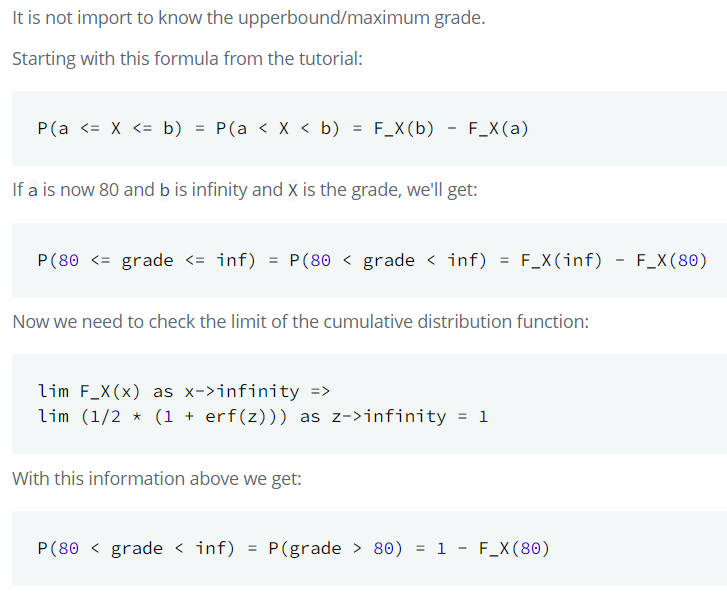 It is not import to know the upperbound/maximum grade.
Starting with this formula from the tutorial:
P(a <= X <= b) = P(a < X < b) = F_X(b) - F_X(a)
If a is now 80 and b is infinity and X is the grade, we'll get:
P(80 <= grade <= inf) = P(80 < grade < inf) = F_X(inf) - F_X(80)
Now we need to check the limit of the cumulative distribution function:
lim F_X(x) as x->infinity =>
lim (1/2 * (1 + erf(z))) as z->infinity = 1
With this information above we get:
P(80 < grade < inf) = P(grade > 80) = 1 - F_X(80)